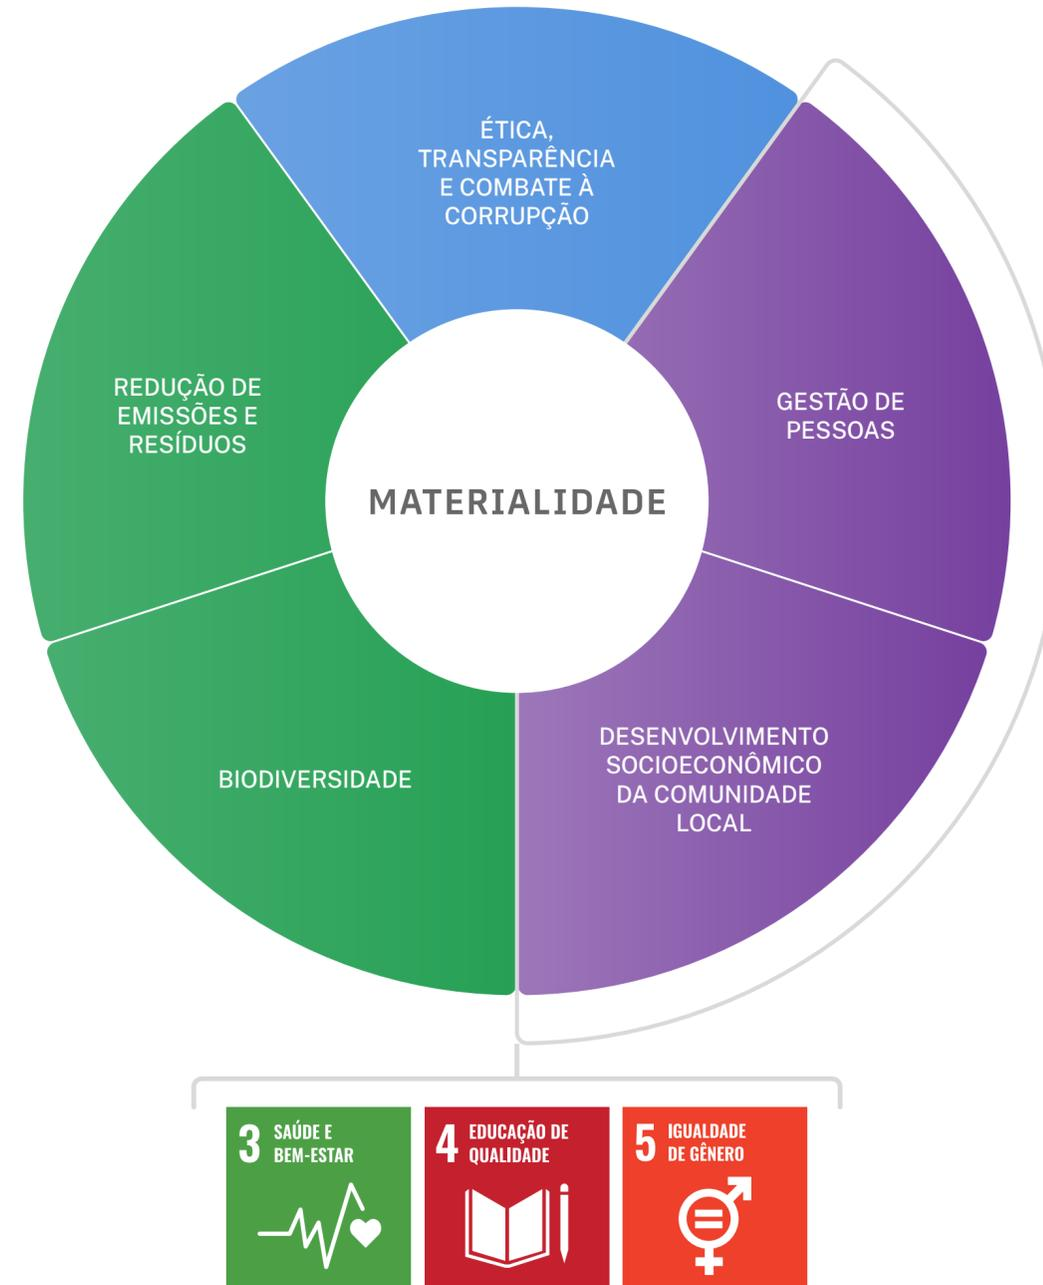 ÉTICA,
TRANSPARÊNCIA
E COMBATE À
CORRUPÇÃO
REDUÇÃO DE
EMISSÕES E
RESÍDUOS
GESTÃO DE
PESSOAS
MATERIALIDADE
BIODIVERSIDADE
DESENVOLVIMENTO
SOCIOECONÔMICO
DA COMUNIDADE
LOCAL
3 SAÚDE E
BEM-ESTAR
4 EDUCAÇÃO DE
QUALIDADE
5 IGUALDADE
DE GÊNERO